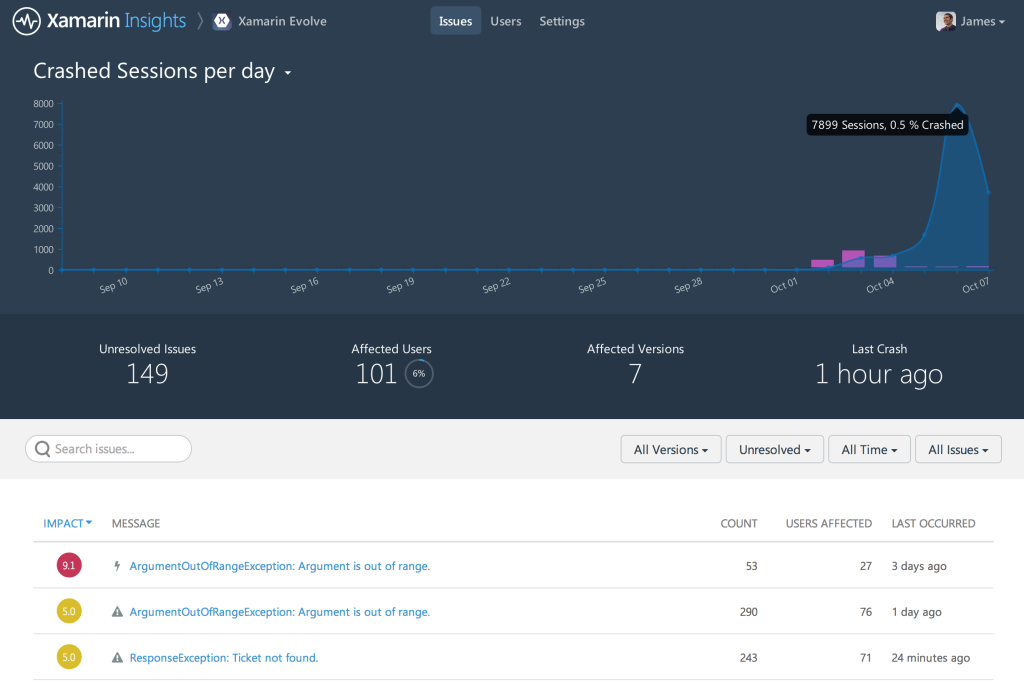 Xamarin Insights Xamarin Evolve Issues Users Settings James
Crashed Sessions per day
8000
7899 Sessions, 0.5 % Crashed
7000
6000
5000
4000
3000
2000
1000
0
Sep 10 Sep 13 Sep 16 Sep 19 Sep 22 Sep 25 Sep 28 Oct 01 Oct 04 Oct 07
Unresolved Issues Affected Users Affected Versions Last Crash
149 101 6% 7 1 hour ago
Search issues... All Versions Unresolved All Time All Issues
IMPACT MESSAGE COUNT USERS AFFECTED LAST OCCURRED
9.1 ArgumentOutOfRangeException: Argument is out of range. 53 27 3 days ago
5.0 ArgumentOutOfRangeException: Argument is out of range. 290 76 1 day ago
5.0 ResponseException: Ticket not found. 243 71 24 minutes ago